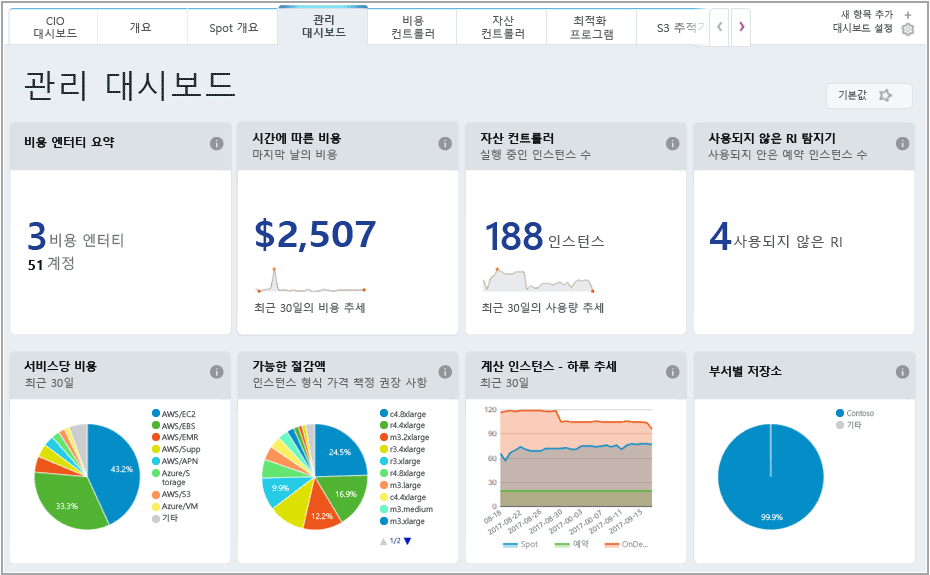 CIO
대시보드
개요
Spot 개요
관리
대시보드
비용
컨트롤러
자산
컨트롤러
최적화
프로그램
S3 추적기
새 항목 추가 +
대시보드 설정
관리 대시보드
기본값
비용 엔터티 요약
3 비용 엔터티
51 계정
시간에 따른 비용
마지막 날의 비용
$2,507
최근 30일의 비용 추세
자산 컨트롤러
실행 중인 인스턴스 수
188 인스턴스
최근 30일의 사용량 추세
사용되지 않은 RI 탐지기
사용되지 안은 예약 인스턴스 수
4 사용되지 않은 RI
서비스당 비용
최근 30일
43.2%
33.3%
AWS/EC2
AWS/EBS
AWS/EMR
AWS/Supp
AWS/APN
Azure/S
torage
AWS/S3
Azure/VM
기타
가능한 절감액
인스턴스 형식 가격 책정 권장 사항
24.5%
16.9%
12.2%
9.9%
c4.8xlarge
r4.4xlarge
m3.2xlarge
r3.4xlarge
r3.xlarge
r4.8xlarge
m3.large
c4.4xlarge
m3.medium
m3.xlarge
1/2
계산 인스턴스 - 하루 추세
최근 30일
120
90
60
30
0
08-18
2017-08-22
2017-08-26
2017-08-30
2017-00-03
2017-00-07
2017-09-11
2017-09-15
Spot
예약
OnDe...
부서별 저장소
Contoso
기타
99.9%